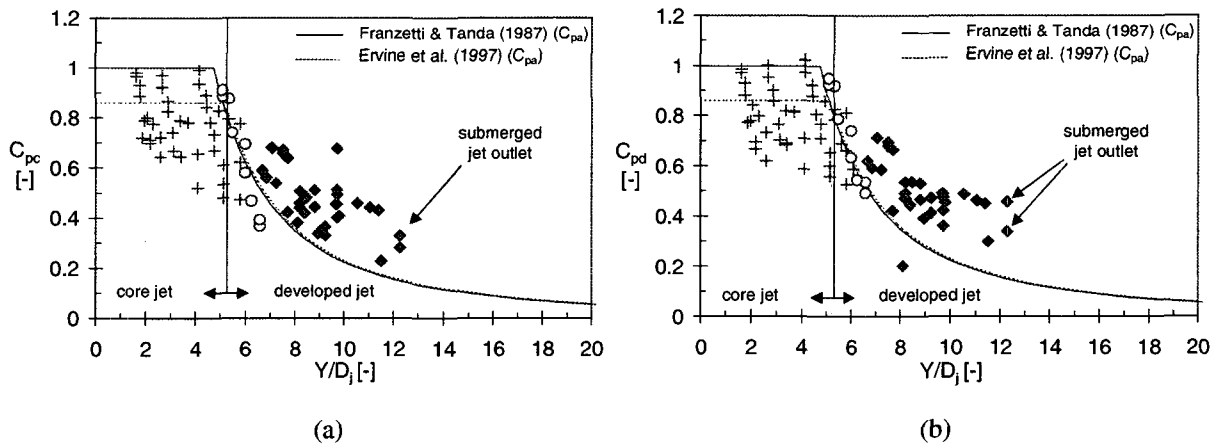 1.2
1
0.8
C_pc
[-]
0.6
0.4
0.2
0
0 2 4 6 8 10 12 14 16 18 20
Y/D_j [-]
Franzetti & Tanda (1987) (C_pa)
Ervine et al. (1997) (C_pa)
submerged
jet outlet
core jet
developed jet
(a)
1.2
1
0.8
C_pd
[-]
0.6
0.4
0.2
0
0 2 4 6 8 10 12 14 16 18 20
Y/D_j [-]
Franzetti & Tanda (1987) (C_pa)
Ervine et al. (1997) (C_pa)
submerged
jet outlet
core jet
developed jet
(b)